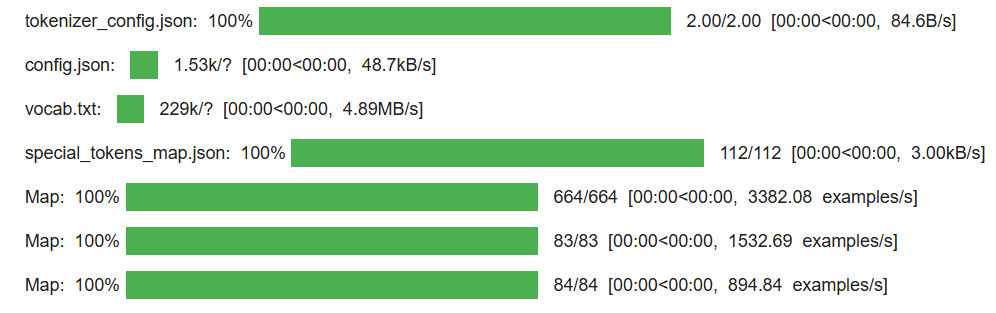 tokenizer_config.json: 100% 2.00/2.00 [00:00<00:00, 84.6B/s]
config.json: 1.53k/? [00:00<00:00, 48.7kB/s]
vocab.txt: 229k/? [00:00<00:00, 4.89MB/s]
special_tokens_map.json: 100% 112/112 [00:00<00:00, 3.00kB/s]
Map: 100% 664/664 [00:00<00:00, 3382.08 examples/s]
Map: 100% 83/83 [00:00<00:00, 1532.69 examples/s]
Map: 100% 84/84 [00:00<00:00, 894.84 examples/s]